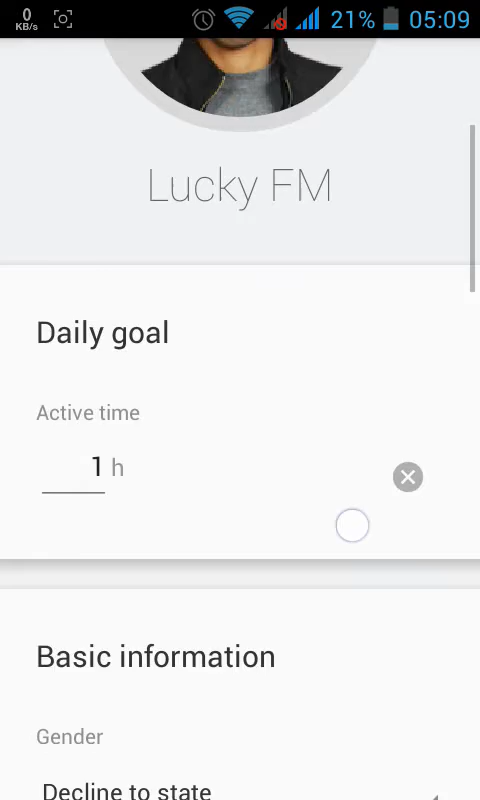 0 KB/s 21% 05:09
Lucky FM
Daily goal
Active time
1 h
Basic information
Gender
Decline to state